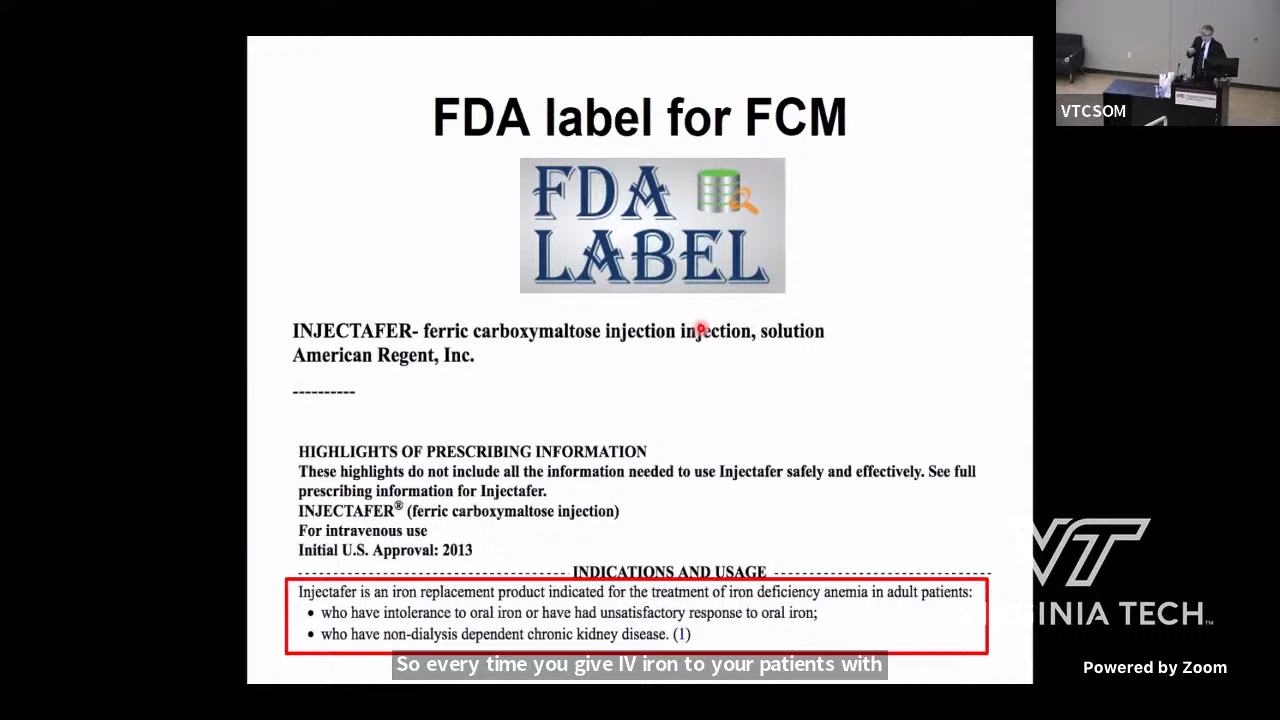 FDA label for FCM
FDA
LABEL
VTCSOM
INJECTAFER- ferric carboxymaltose injection injection, solution
American Regent, Inc.
----------
HIGHLIGHTS OF PRESCRIBING INFORMATION
These highlights do not include all the information needed to use Injectafer safely and effectively. See full
prescribing information for Injectafer.
INJECTAFER® (ferric carboxymaltose injection)
For intravenous use
Initial U.S. Approval: 2013
INDICATIONS AND USAGE
Injectafer is an iron replacement product indicated for the treatment of iron deficiency anemia in adult patients:
• who have intolerance to oral iron or have had unsatisfactory response to oral iron;
• who have non-dialysis dependent chronic kidney disease. (1)
So every time you give IV iron to your patients with
VT
VIRGINIA TECH™
Powered by Zoom